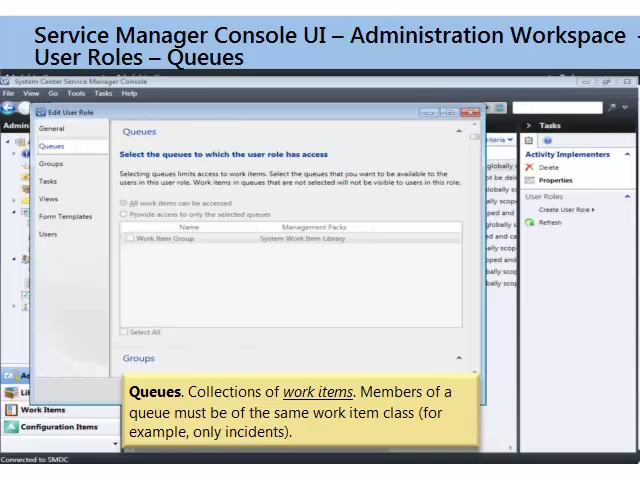 Service Manager Console UI – Administration Workspace -
User Roles – Queues
System Center Service Manager Console
File View Go Tools Tasks Help
Edit User Role
General
Queues
Groups
Tasks
Views
Form Templates
Users
Queues
Select the queues to which the user role has access
Selecting queues limits access to work items. Select the queues that you want to be available to the
users in this user role. Work items in queues that are not selected will not be visible to users in this role.
All work items can be accessed
Provide access to only the selected queues
Name Management Packs
Work Item Group System Work Item Library
Select All
Groups
Queues. Collections of work items. Members of a
queue must be of the same work item class (for
example, only incidents).
Work Items
Configuration Items
Connected to SMDC
Tasks
Activity Implementers
Delete
Properties
User Roles
Create User Role
Refresh